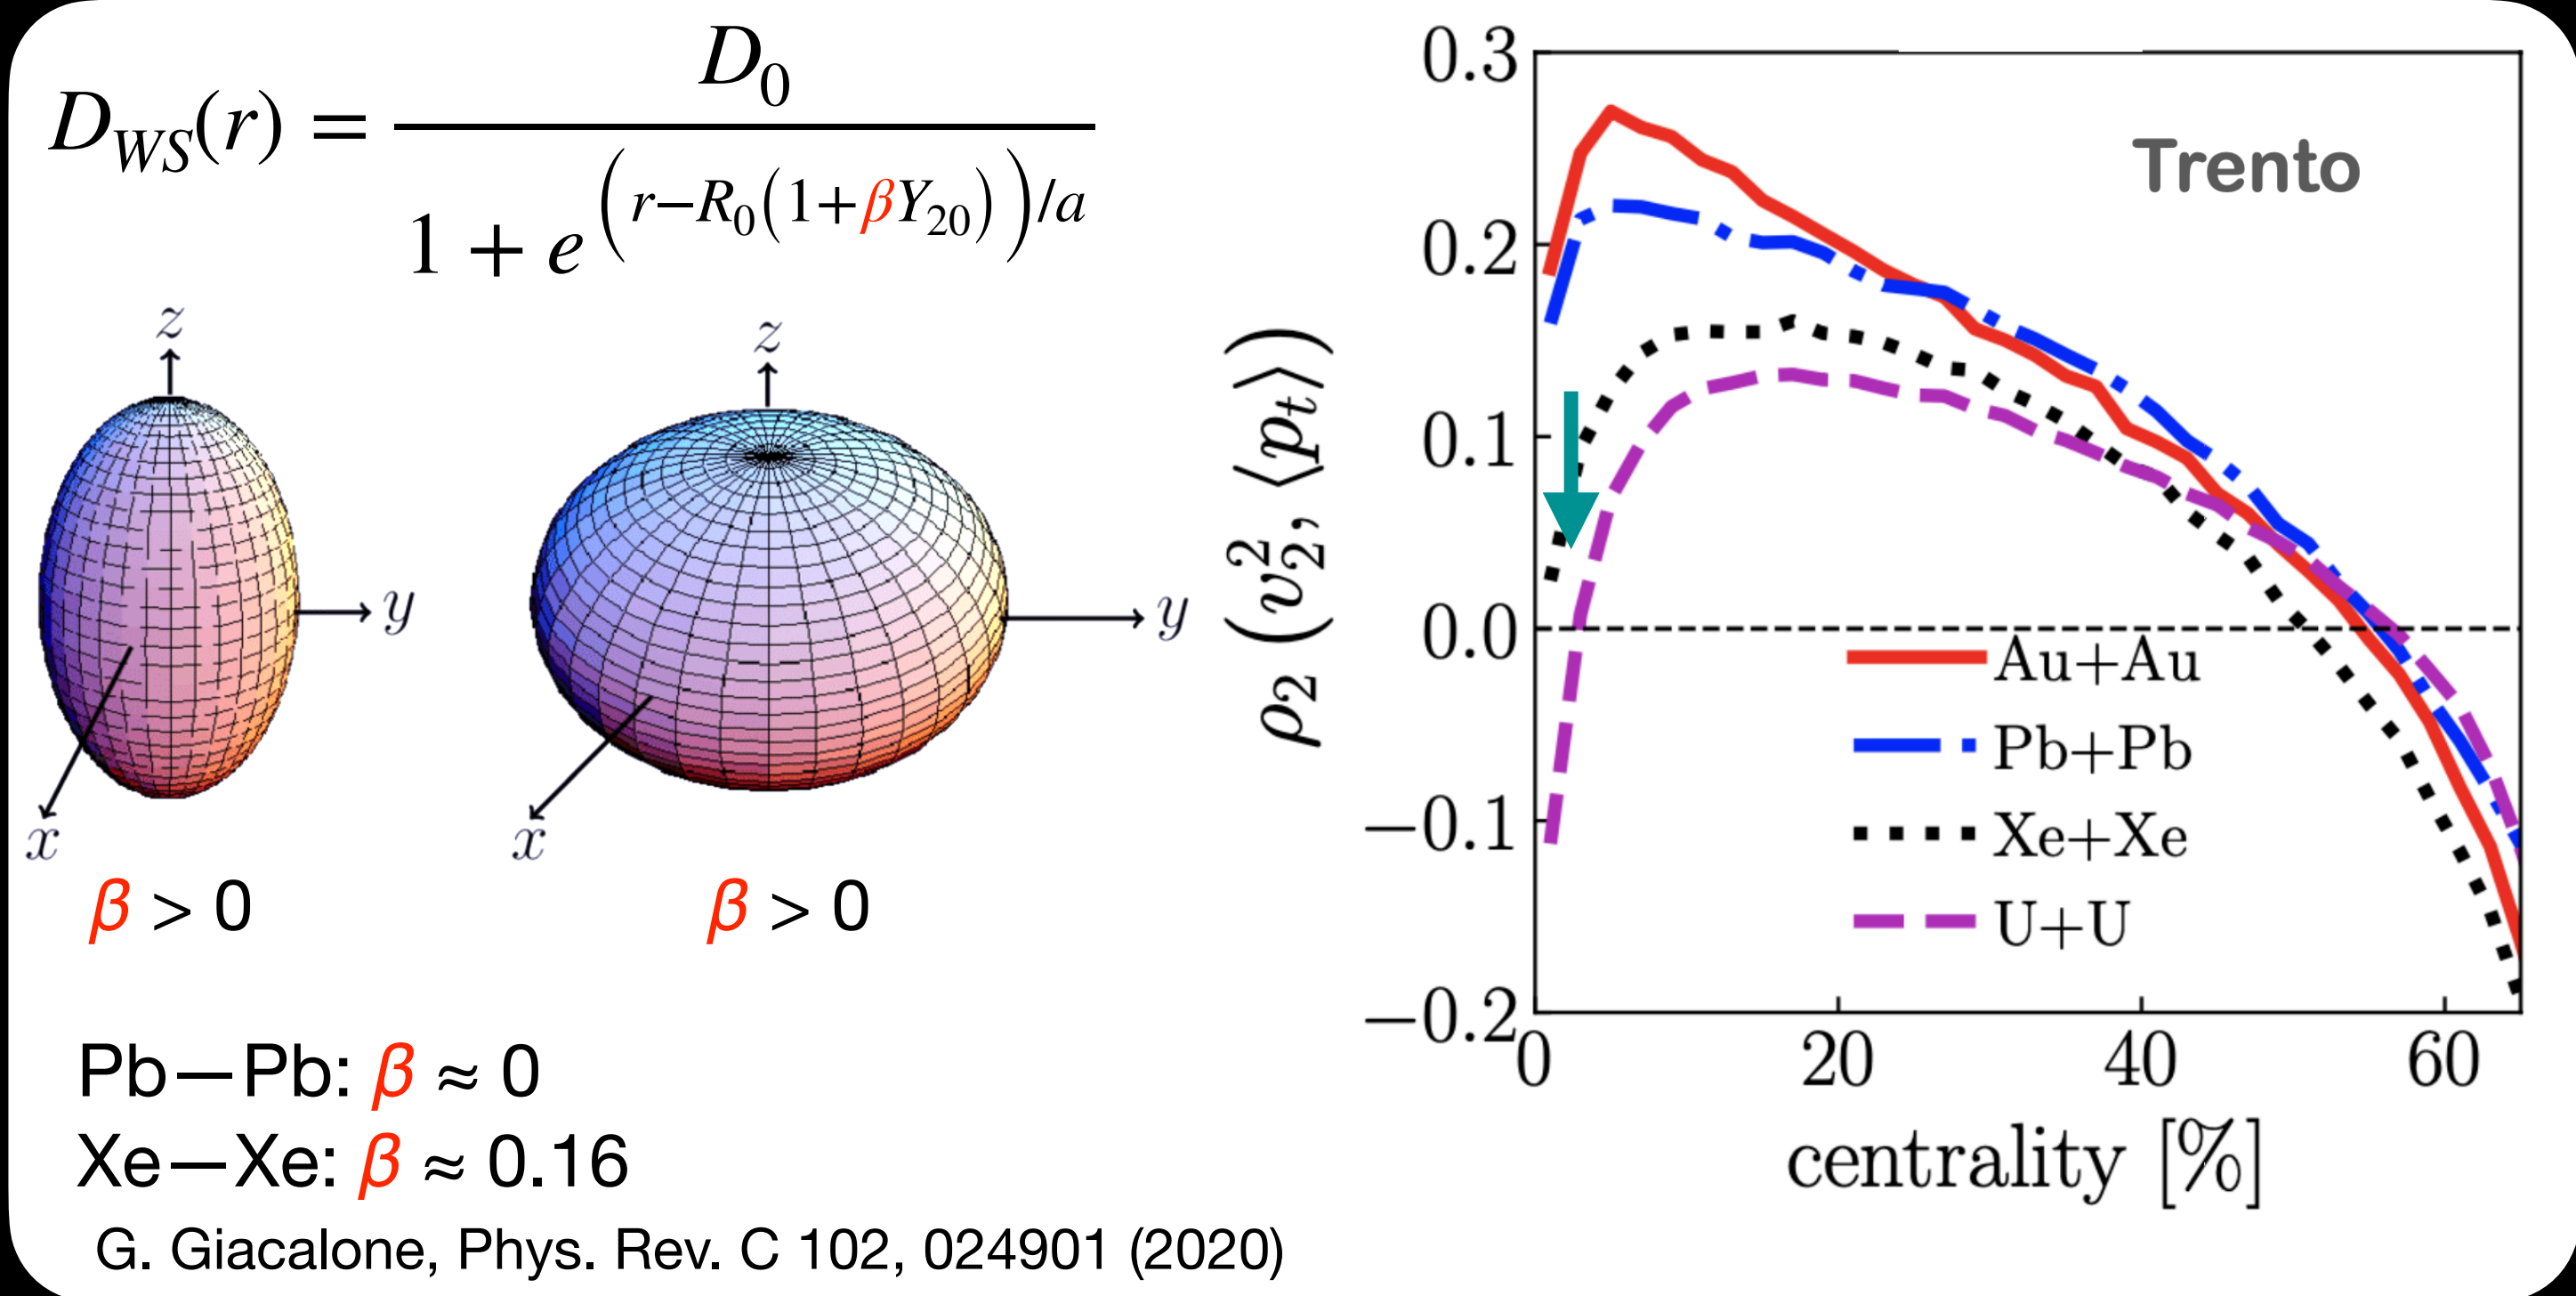 D_WS(r) = D_0 / (1 + e^((r−R_0(1+βY_20))/a))
z
y
x
β > 0
z
y
x
β > 0
Pb—Pb: β ≈ 0
Xe—Xe: β ≈ 0.16
G. Giacalone, Phys. Rev. C 102, 024901 (2020)
ρ_2 (v_2^2, ⟨p_t⟩)
0.3
0.2
0.1
0.0
−0.1
−0.2
Trento
Au+Au
Pb+Pb
Xe+Xe
U+U
0 20 40 60
centrality [%]